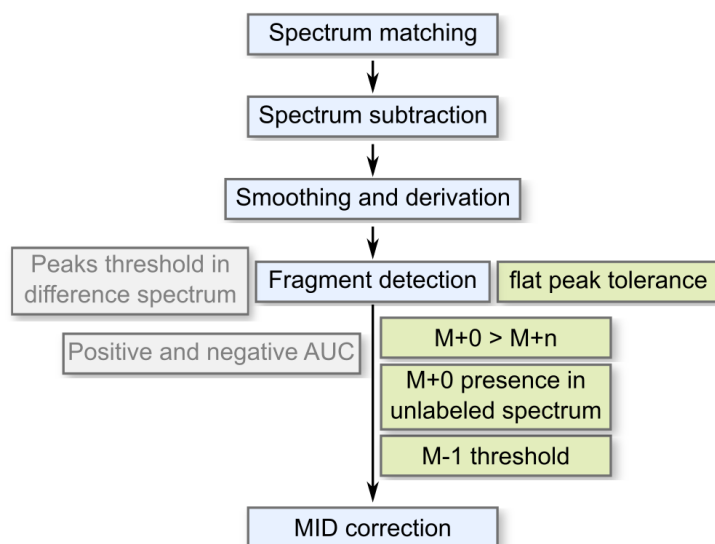 Spectrum matching
Spectrum subtraction
Smoothing and derivation
Peaks threshold in
difference spectrum
Fragment detection
flat peak tolerance
Positive and negative AUC
M+0 > M+n
M+0 presence in
unlabeled spectrum
M-1 threshold
MID correction